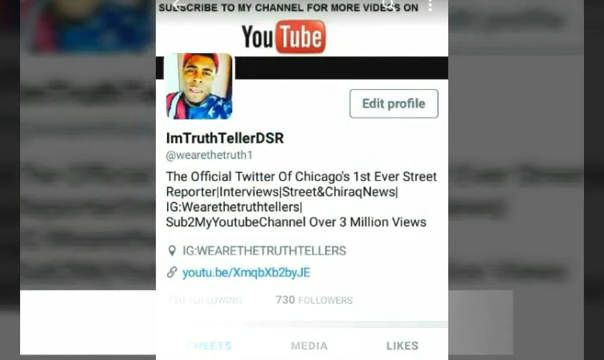 SUBSCRIBE TO MY CHANNEL FOR MORE VIDEOS ON
YouTube
Edit profile
ImTruthTellerDSR
@wearethetruth1
The Official Twitter Of Chicago's 1st Ever Street
Reporter|Interviews|Street&ChiraqNews|
IG:Wearethetruthtellers|
Sub2MyYoutubeChannel Over 3 Million Views
IG:WEARETHETRUTHTELLERS
youtu.be/XmqbXb2byJE
FOLLOWING 730 FOLLOWERS
TWEETS MEDIA LIKES